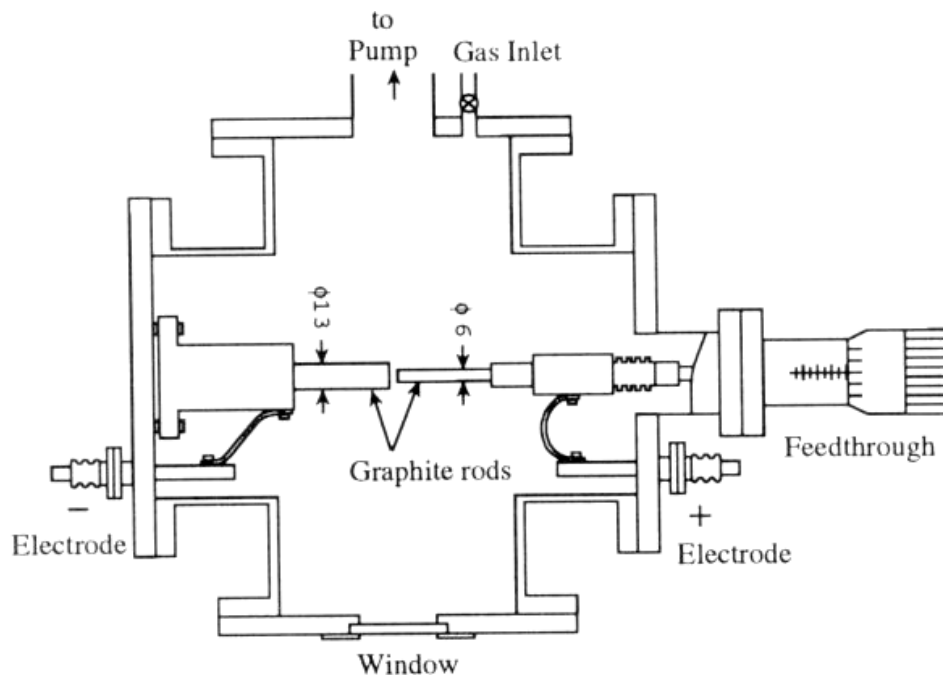 to
Pump
Gas Inlet
ϕ13
ϕ6
Graphite rods
Feedthrough
−
Electrode
+
Electrode
Window